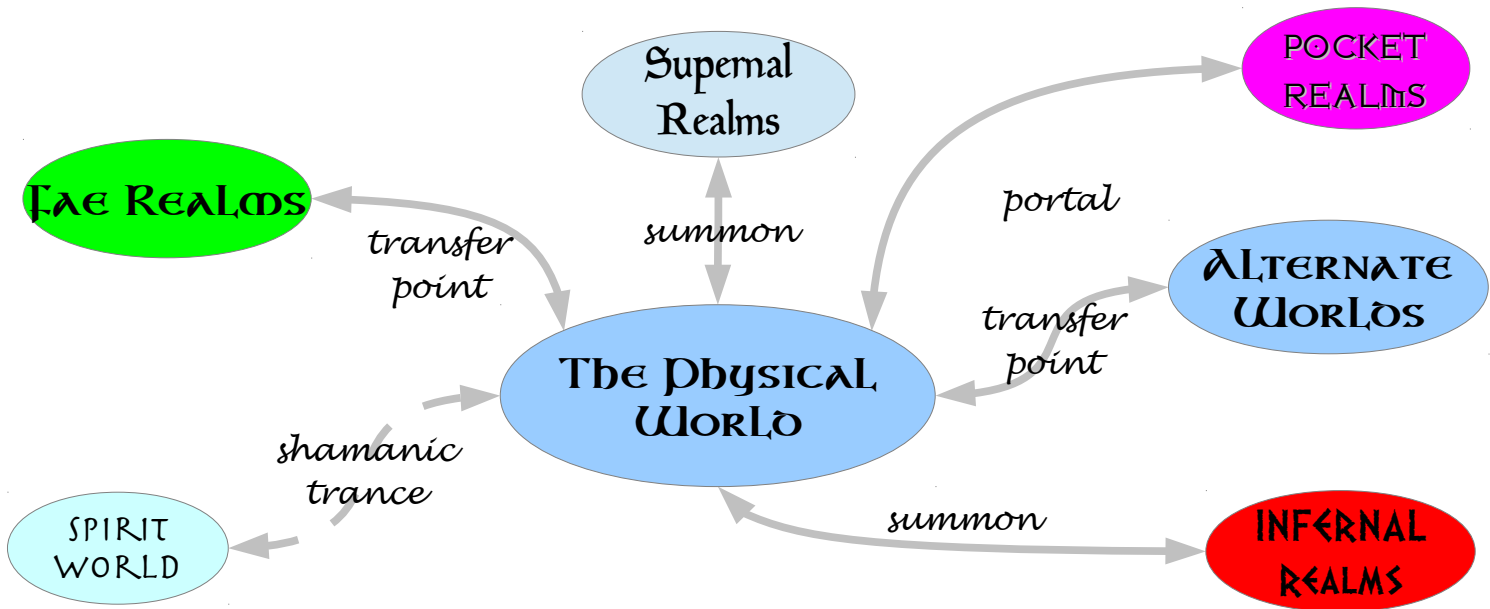 Supernal
Realms
POCKET
REALMS
Fae Realms
portal
transfer
point
summon
Alternate
Worlds
transfer
point
The Physical
World
shamanic
trance
summon
SPIRIT
WORLD
INFERNAL
REALMS